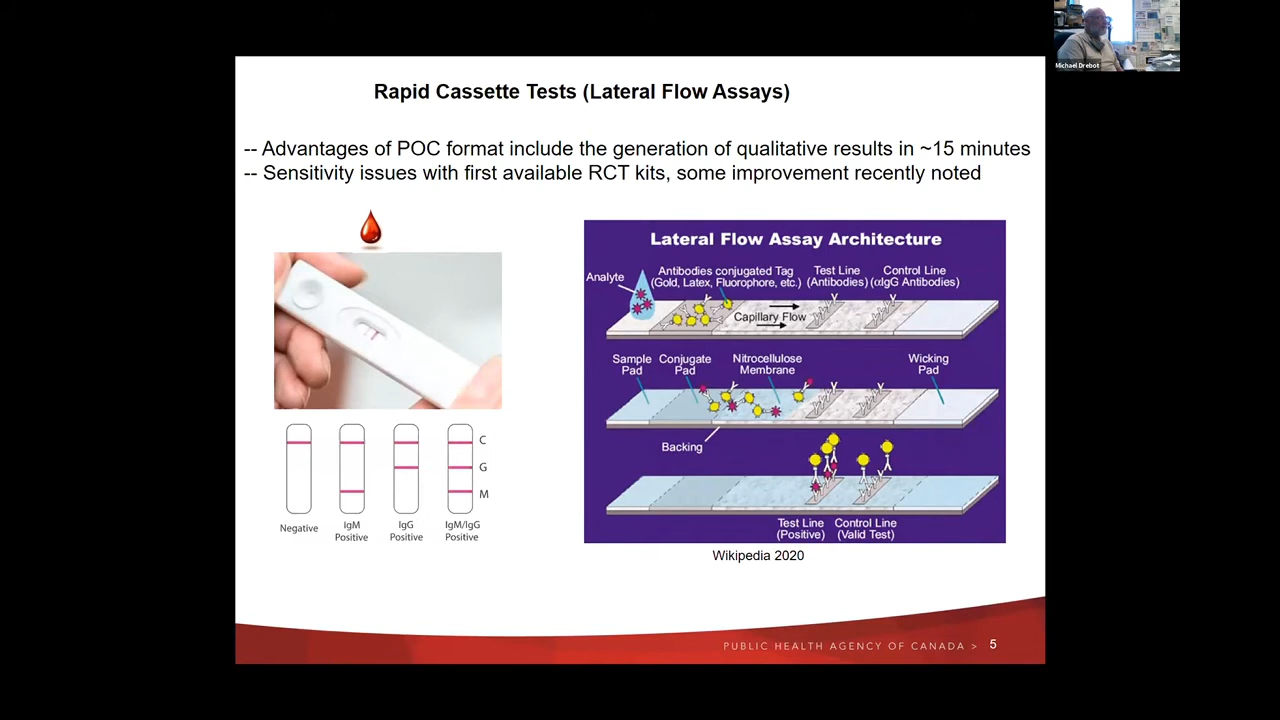 Michael Drebot
Rapid Cassette Tests (Lateral Flow Assays)
-- Advantages of POC format include the generation of qualitative results in ~15 minutes
-- Sensitivity issues with first available RCT kits, some improvement recently noted
C
G
M
Negative
IgM
Positive
IgG
Positive
IgM/IgG
Positive
Lateral Flow Assay Architecture
Analyte
Antibodies conjugated Tag
(Gold, Latex, Fluorophore, etc.)
Test Line
(Antibodies)
Control Line
(αIgG Antibodies)
Capillary Flow
Sample
Pad
Conjugate
Pad
Nitrocellulose
Membrane
Wicking
Pad
Backing
Test Line
(Positive)
Control Line
(Valid Test)
Wikipedia 2020
PUBLIC HEALTH AGENCY OF CANADA > 5